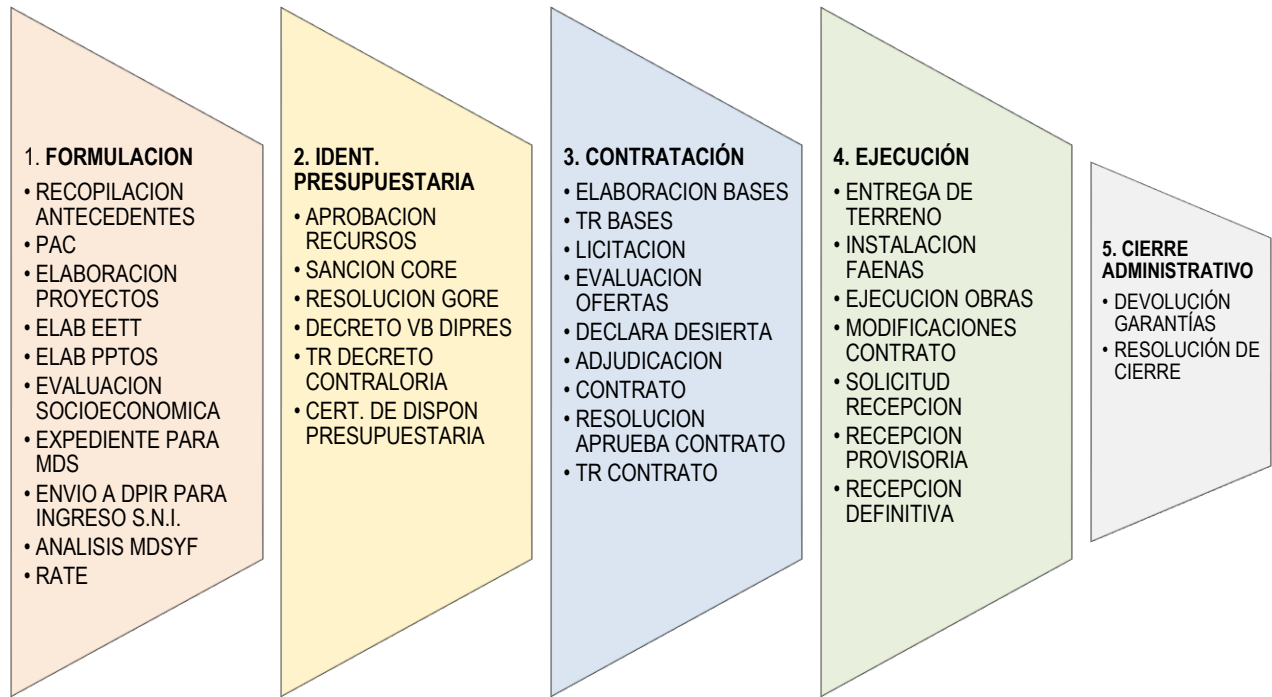 1. FORMULACION
• RECOPILACION
ANTECEDENTES
• PAC
• ELABORACION
PROYECTOS
• ELAB EETT
• ELAB PPTOS
• EVALUACION
SOCIOECONOMICA
• EXPEDIENTE PARA
MDS
• ENVIO A DPIR PARA
INGRESO S.N.I.
• ANALISIS MDSYF
• RATE
2. IDENT.
PRESUPUESTARIA
• APROBACION
RECURSOS
• SANCION CORE
• RESOLUCION GORE
• DECRETO VB DIPRES
• TR DECRETO
CONTRALORIA
• CERT. DE DISPON
PRESUPUESTARIA
3. CONTRATACIÓN
• ELABORACION BASES
• TR BASES
• LICITACION
• EVALUACION
OFERTAS
• DECLARA DESIERTA
• ADJUDICACION
• CONTRATO
• RESOLUCION
APRUEBA CONTRATO
• TR CONTRATO
4. EJECUCIÓN
• ENTREGA DE
TERRENO
• INSTALACION
FAENAS
• EJECUCION OBRAS
• MODIFICACIONES
CONTRATO
• SOLICITUD
RECEPCION
• RECEPCION
PROVISORIA
• RECEPCION
DEFINITIVA
5. CIERRE
ADMINISTRATIVO
• DEVOLUCIÓN
GARANTÍAS
• RESOLUCIÓN DE
CIERRE